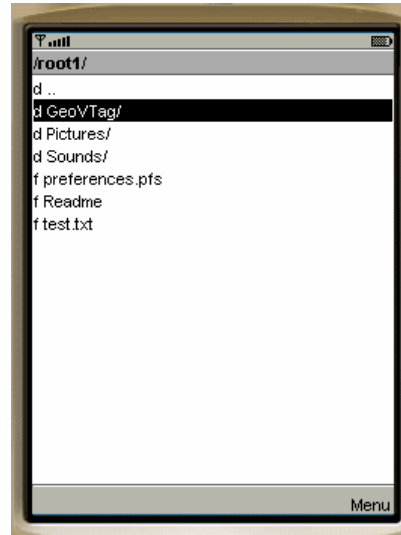 /root1/
d ..
d GeoVTag/
d Pictures/
d Sounds/
f preferences.pfs
f Readme
f test.txt
Menu